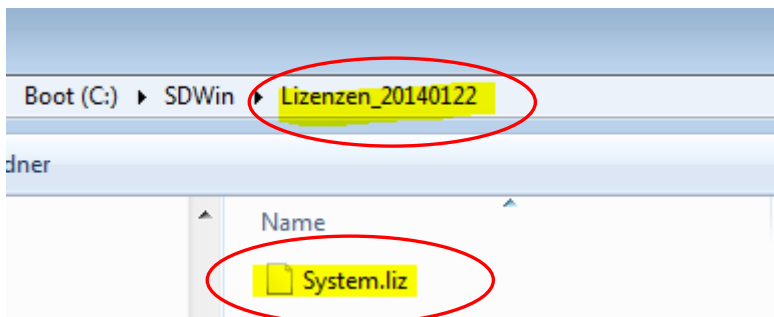 Boot (C:) ▸ SDWin ▸ Lizenzen_20140122
dner
Name
System.liz